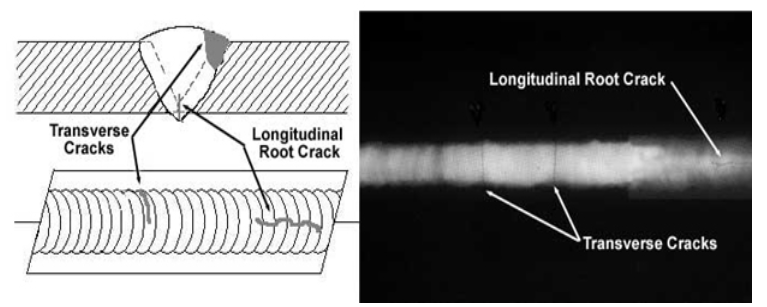 Transverse
Cracks
Longitudinal
Root Crack
Longitudinal Root Crack
Transverse Cracks